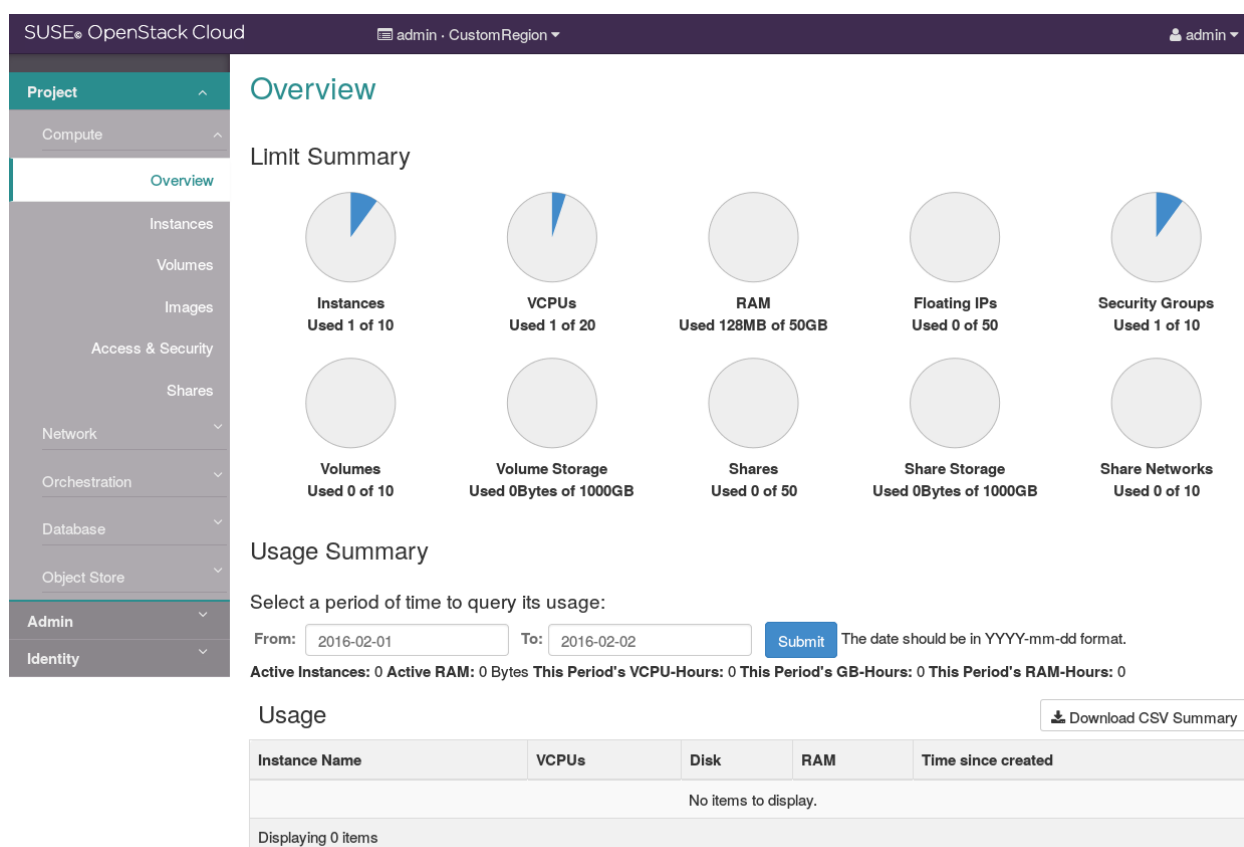 SUSE® OpenStack Cloud
admin · CustomRegion
admin
Project
Compute
Overview
Instances
Volumes
Images
Access & Security
Shares
Network
Orchestration
Database
Object Store
Admin
Identity
Overview
Limit Summary
Instances
Used 1 of 10
VCPUs
Used 1 of 20
RAM
Used 128MB of 50GB
Floating IPs
Used 0 of 50
Security Groups
Used 1 of 10
Volumes
Used 0 of 10
Volume Storage
Used 0Bytes of 1000GB
Shares
Used 0 of 50
Share Storage
Used 0Bytes of 1000GB
Share Networks
Used 0 of 10
Usage Summary
Select a period of time to query its usage:
From: 2016-02-01 To: 2016-02-02 Submit The date should be in YYYY-mm-dd format.
Active Instances: 0 Active RAM: 0 Bytes This Period's VCPU-Hours: 0 This Period's GB-Hours: 0 This Period's RAM-Hours: 0
Usage
Download CSV Summary
Instance Name VCPUs Disk RAM Time since created
No items to display.
Displaying 0 items